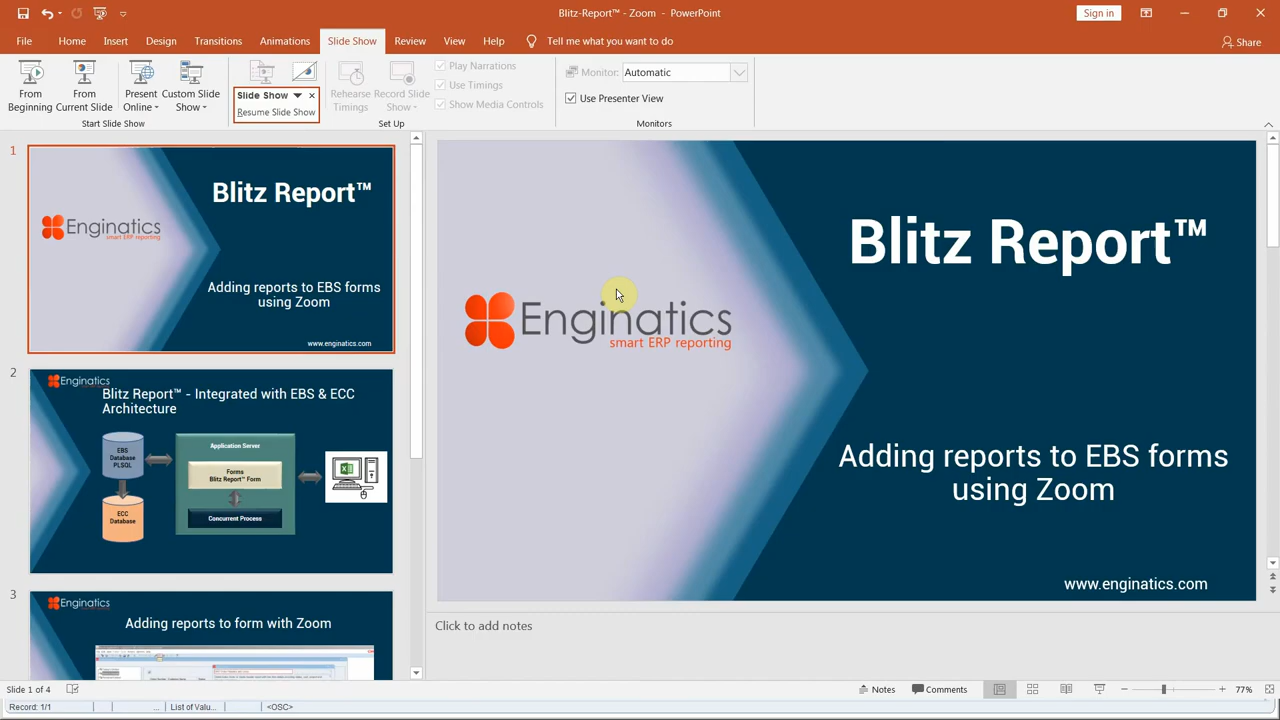 Blitz-Report™ - Zoom - PowerPoint
Sign in
File Home Insert Design Transitions Animations Slide Show Review View Help Tell me what you want to do
Share
From Beginning
From Current Slide
Present Online
Custom Slide Show
Start Slide Show
Slide Show
Resume Slide Show
Rehearse Timings
Record Slide Show
Set Up
Play Narrations
Use Timings
Show Media Controls
Monitor: Automatic
Use Presenter View
Monitors
1
Blitz Report™
Enginatics
smart ERP reporting
Adding reports to EBS forms
using Zoom
www.enginatics.com
2
Enginatics
Blitz Report™ - Integrated with EBS & ECC
Architecture
EBS
Database
PLSQL
ECC
Database
Application Server
Forms
Blitz Report™ Form
Concurrent Process
3
Enginatics
Adding reports to form with Zoom
Blitz Report™
Enginatics
smart ERP reporting
Adding reports to EBS forms
using Zoom
www.enginatics.com
Click to add notes
Slide 1 of 4
Notes Comments 77%
Record: 1/1 ... List of Valu... <OSC>